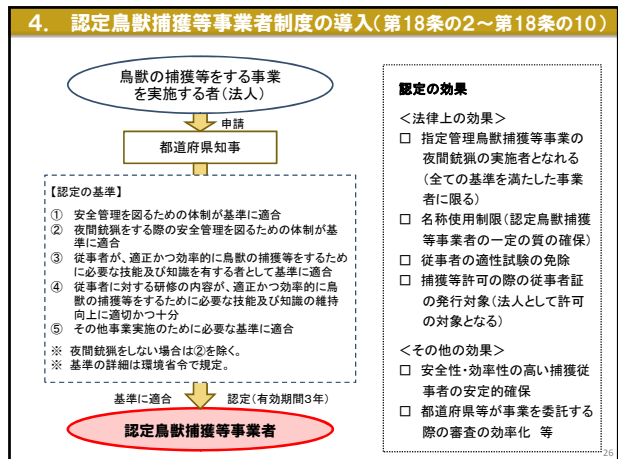 4. 認定鳥獣捕獲等事業者制度の導入(第18条の2~第18条の10)
鳥獣の捕獲等をする事業
を実施する者(法人)
申請
都道府県知事
【認定の基準】
① 安全管理を図るための体制が基準に適合
② 夜間銃猟をする際の安全管理を図るための体制が基
準に適合
③ 従事者が、適正かつ効率的に鳥獣の捕獲等をするため
に必要な技能及び知識を有する者として基準に適合
④ 従事者に対する研修の内容が、適正かつ効率的に鳥
獣の捕獲等をするために必要な技能及び知識の維持
向上に適切かつ十分
⑤ その他事業実施のために必要な基準に適合
※ 夜間銃猟をしない場合は②を除く。
※ 基準の詳細は環境省令で規定。
基準に適合 認定(有効期間3年)
認定鳥獣捕獲等事業者
認定の効果
<法律上の効果>
□ 指定管理鳥獣捕獲等事業の
夜間銃猟の実施者となれる
(全ての基準を満たした事業
者に限る)
□ 名称使用制限(認定鳥獣捕獲
等事業者の一定の質の確保)
□ 従事者の適性試験の免除
□ 捕獲等許可の際の従事者証
の発行対象(法人として許可
の対象となる)
<その他の効果>
□ 安全性・効率性の高い捕獲従
事者の安定的確保
□ 都道府県等が事業を委託する
際の審査の効率化 等
26